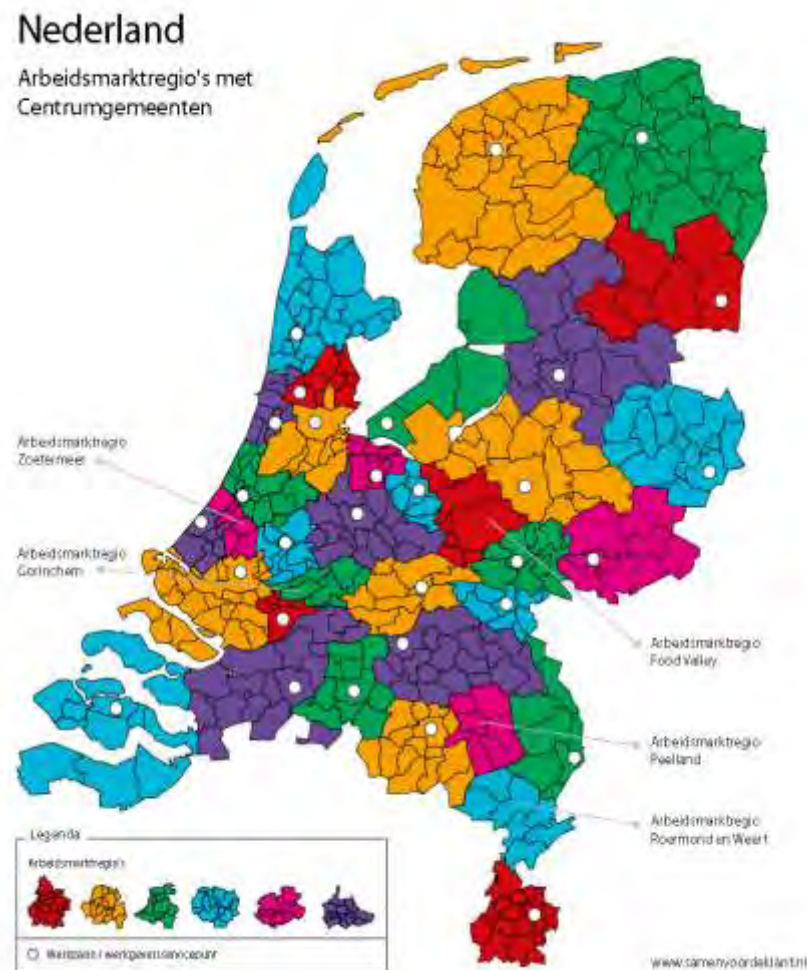 Nederland
Arbeidsmarktregio's met
Centrumgemeenten
Arbeidsmarktregio
Zoetermeer
Arbeidsmarktregio
Gorinchem
Arbeidsmarktregio
Food Valley
Arbeidsmarktregio
Peelland
Arbeidsmarktregio
Roermond en Weert
Legenda
Arbeidsmarktregio's
www.samenvoordeklant.nl